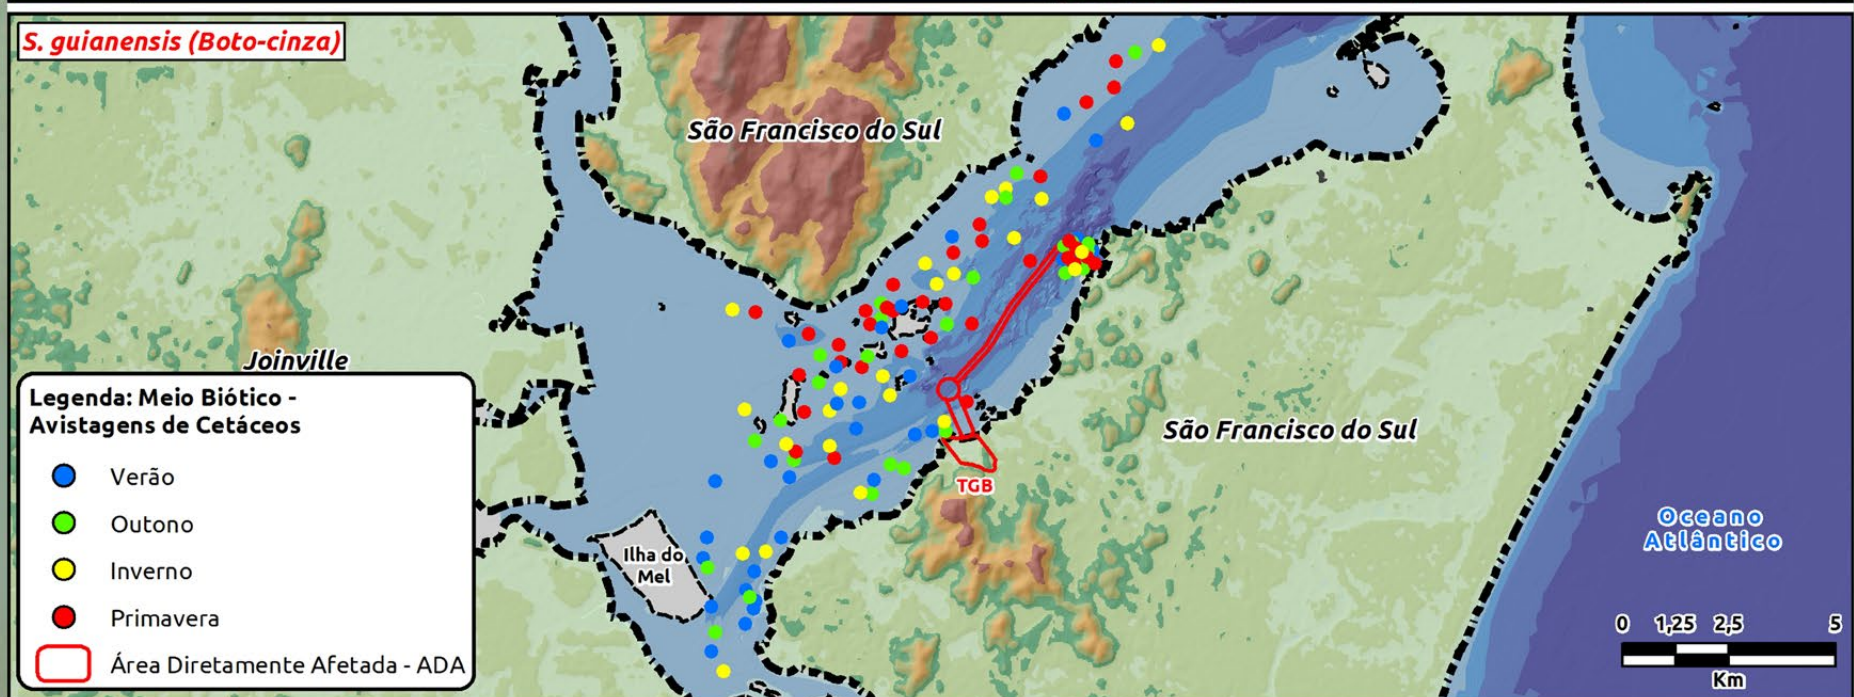 S. guianensis (Boto-cinza)
São Francisco do Sul
Joinville
Legenda: Meio Biótico -
Avistagens de Cetáceos
Verão
Outono
Inverno
Primavera
Área Diretamente Afetada - ADA
Ilha do
Mel
TGB
São Francisco do Sul
Oceano
Atlântico
0 1,25 2,5 5
Km